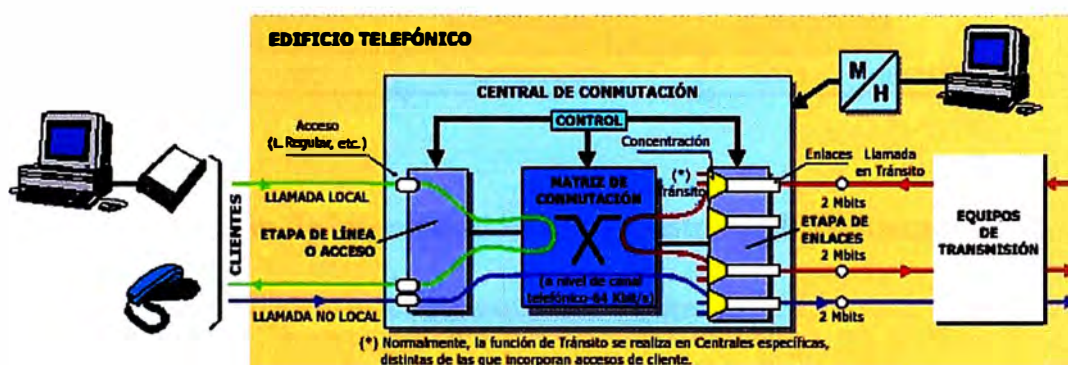 EDIFICIO TELEFÓNICO
M
H
CENTRAL DE CONMUTACIÓN
CONTROL
Acceso
(L. Regular, etc.)
Concentración
Enlaces
Llamada
en Tránsito
(*)
Tránsito
MATRIZ DE
CONMUTACIÓN
LLAMADA LOCAL
2 Mbits
CLIENTES
ETAPA DE LÍNEA
O ACCESO
ETAPA DE
ENLACES
EQUIPOS
DE
TRANSMISIÓN
2 Mbits
(a nivel de canal
telefónico-64 Kbit/s)
LLAMADA NO LOCAL
2 Mbits
(*) Normalmente, la función de Tránsito se realiza en Centrales específicas,
distintas de las que incorporan accesos de cliente.